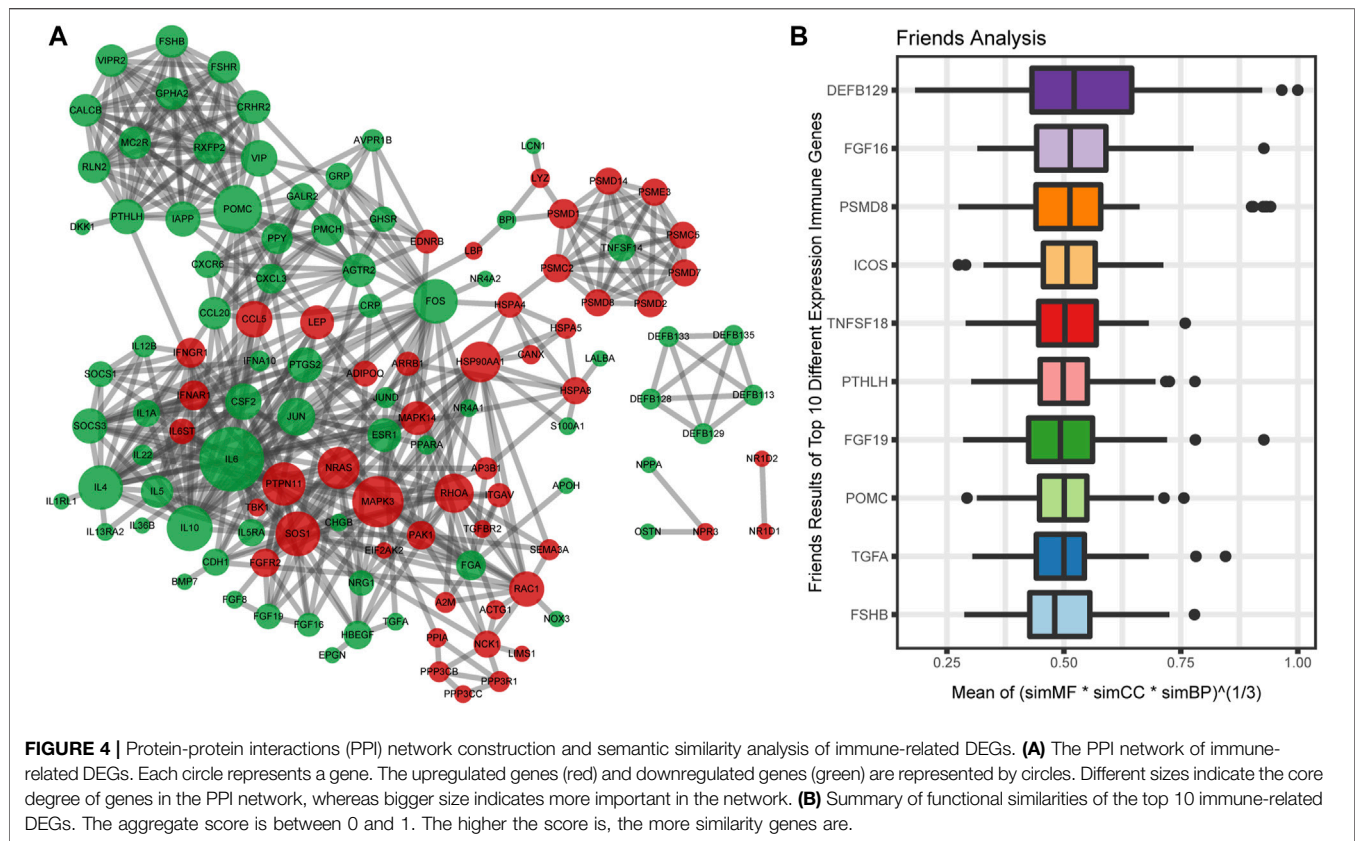 A
FSHB
VIPR2
FSHR
GPHA2
CALCB
CRHR2
MC2R
RXFP2
RLN2
VIP
AVPR1B
LCN1
GRP
LYZ
PSMD14
PSME3
GALR2
POMC
PTHLH
IAPP
DKK1
GHSR
PMCH
BPI
PSMD1
PSMC5
TNFSF14
PPY
EDNRB
LBP
CXCR6
CXCL3
AGTR2
PSMC2
PSMD7
NR4A2
FOS
PSMD8
PSMD2
CRP
HSPA4
CCL20
CCL5
LEP
HSPA5
DEFB133
DEFB135
IL12B
IFNGR1
IFNA10
PTGS2
ARRB1
HSP90AA1
CANX
LALBA
SOCS1
ADIPOQ
IFNAR1
JUND
HSPA8
DEFB128
DEFB113
CSF2
NR4A1
IL1A
JUN
MAPK14
SOCS3
IL6ST
ESR1
S100A1
DEFB129
PPARA
IL22
IL6
NRAS
AP3B1
NPPA
NR1D2
IL4
IL5
PTPN11
RHOA
ITGAV
APOH
IL1RL1
TBK1
MAPK3
IL36B
IL10
CHGB
TGFBR2
IL13RA2
IL5RA
SOS1
PAK1
OSTN
NPR3
NR1D1
EIF2AK2
SEMA3A
CDH1
FGFR2
FGA
BMP7
NRG1
RAC1
FGF8
A2M
ACTG1
FGF19
NOX3
FGF16
HBEGF
TGFA
PPIA
NCK1
EPGN
LIMS1
PPP3CB
PPP3R1
PPP3CC
B
Friends Analysis
Friends Results of Top 10 Different Expression Immune Genes
DEFB129
FGF16
PSMD8
ICOS
TNFSF18
PTHLH
FGF19
POMC
TGFA
FSHB
0.25 0.50 0.75 1.00
Mean of (simMF * simCC * simBP)^(1/3)
FIGURE 4 | Protein-protein interactions (PPI) network construction and semantic similarity analysis of immune-related DEGs. (A) The PPI network of immune-
related DEGs. Each circle represents a gene. The upregulated genes (red) and downregulated genes (green) are represented by circles. Different sizes indicate the core
degree of genes in the PPI network, whereas bigger size indicates more important in the network. (B) Summary of functional similarities of the top 10 immune-related
DEGs. The aggregate score is between 0 and 1. The higher the score is, the more similarity genes are.